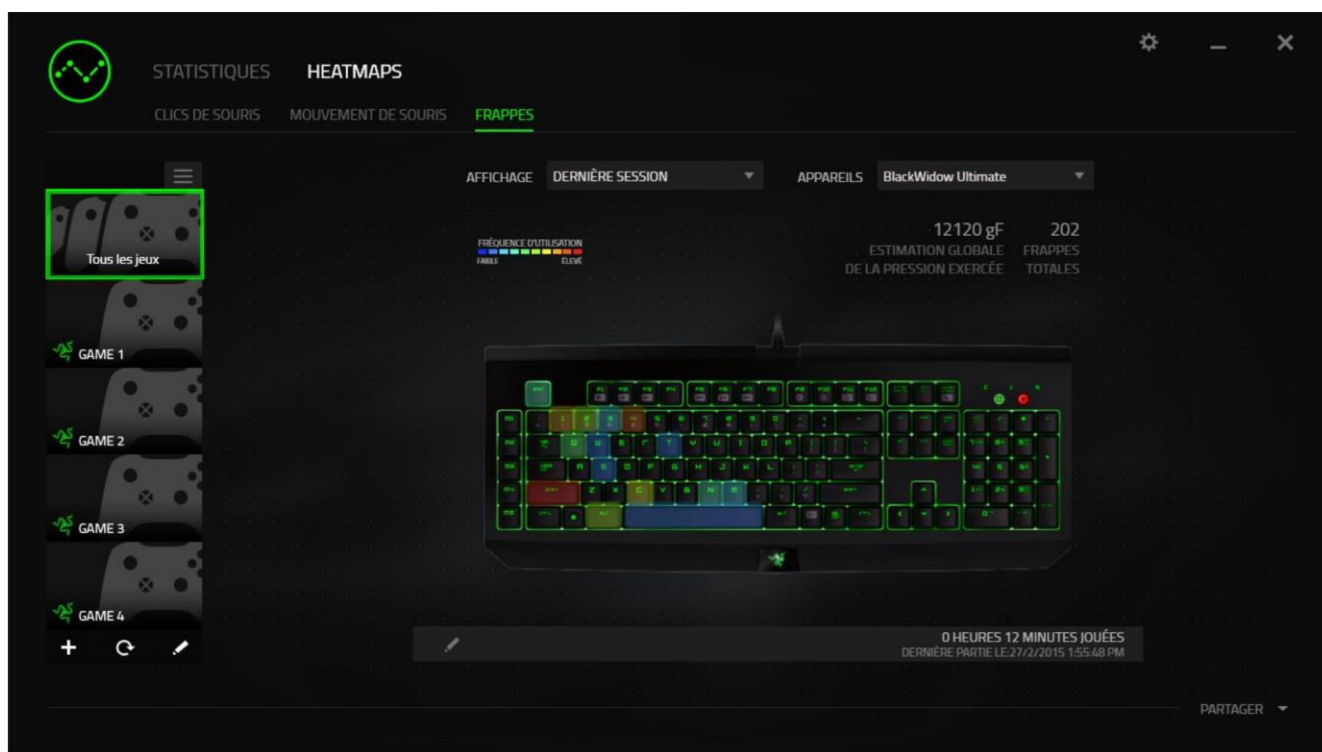 STATISTIQUES HEATMAPS
CLICS DE SOURIS MOUVEMENT DE SOURIS FRAPPES
AFFICHAGE DERNIÈRE SESSION APPAREILS BlackWidow Ultimate
Tous les jeux
FRÉQUENCE D'UTILISATION
FAIBLE ÉLEVÉ
12120 gF 202
ESTIMATION GLOBALE FRAPPES
DE LA PRESSION EXERCÉE TOTALES
GAME 1
GAME 2
GAME 3
GAME 4
0 HEURES 12 MINUTES JOUÉES
DERNIÈRE PARTIE LE:27/2/2015 1:55:48 PM
PARTAGER